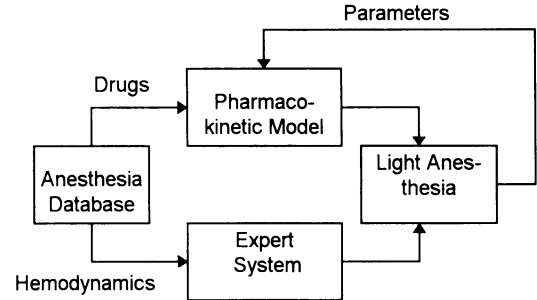 Parameters
Drugs
Pharmaco-
kinetic Model
Light Anes-
thesia
Anesthesia
Database
Expert
System
Hemodynamics